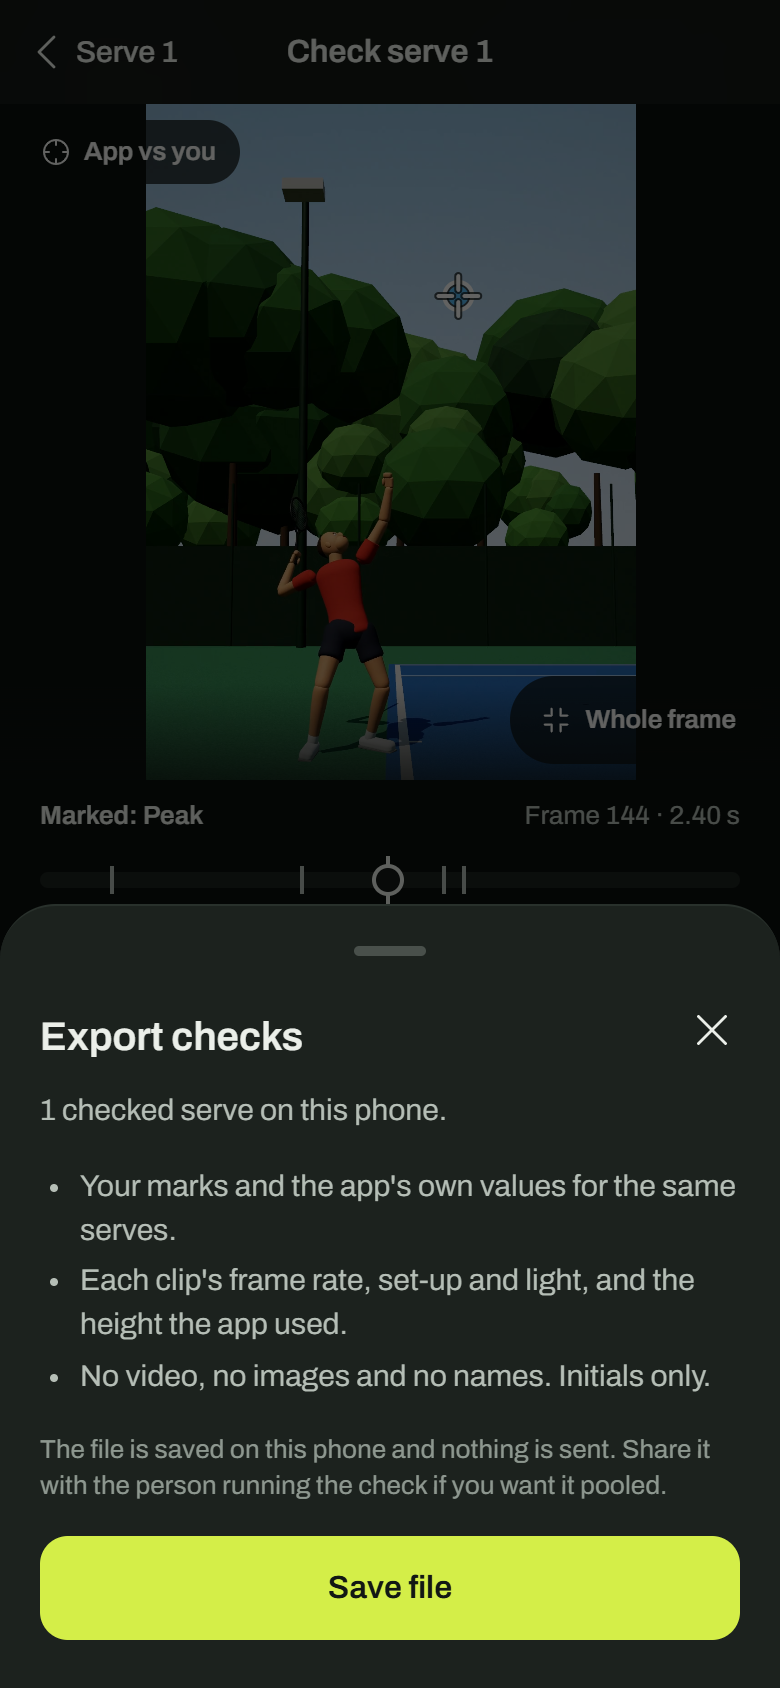 Serve 1
Check serve 1
App vs you
Whole frame
Marked: Peak
Frame 144 · 2.40 s
Export checks
1 checked serve on this phone.
• Your marks and the app's own values for the same
serves.
• Each clip's frame rate, set-up and light, and the
height the app used.
• No video, no images and no names. Initials only.
The file is saved on this phone and nothing is sent. Share it
with the person running the check if you want it pooled.
Save file